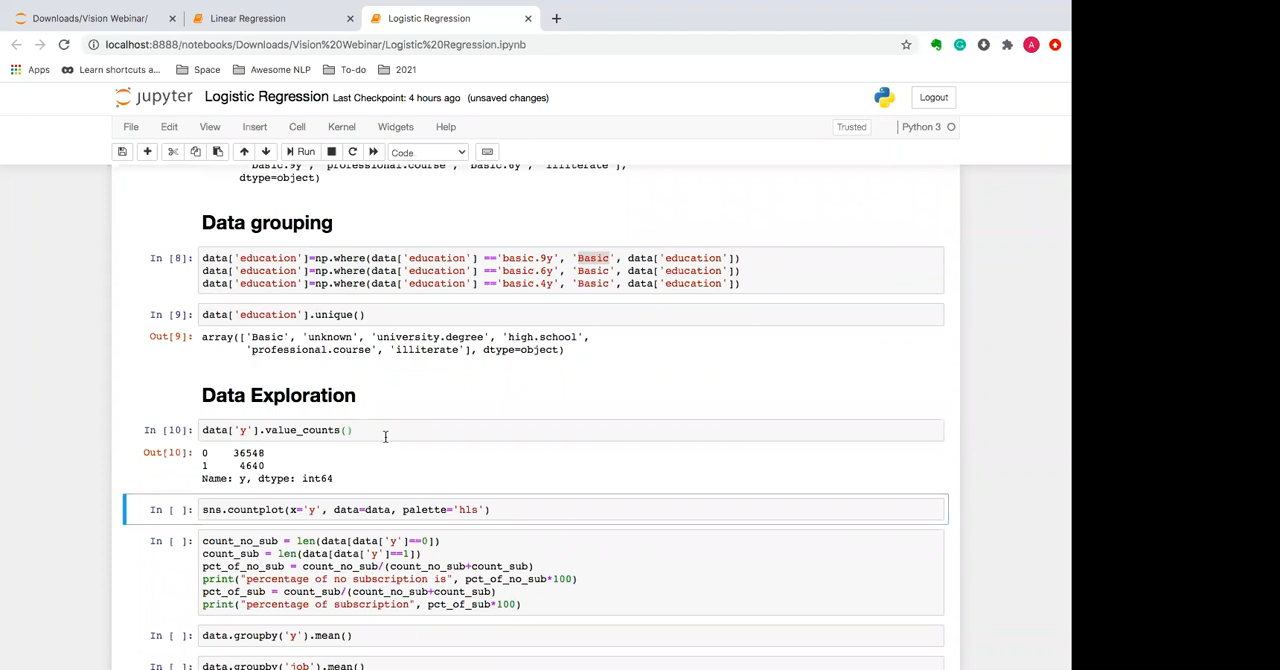 Downloads/Vision Webinar/
Linear Regression
Logistic Regression
localhost:8888/notebooks/Downloads/Vision%20Webinar/Logistic%20Regression.ipynb
A
Apps
Learn shortcuts a...
Space
Awesome NLP
To-do
2021
jupyter
Logistic Regression Last Checkpoint: 4 hours ago (unsaved changes)
Logout
File Edit View Insert Cell Kernel Widgets Help
Trusted
Python 3
Run
Code
'basic.9y', 'professional.course', 'basic.6y', 'illiterate'],
dtype=object)
Data grouping
In [8]: data['education']=np.where(data['education'] =='basic.9y', 'Basic', data['education'])
data['education']=np.where(data['education'] =='basic.6y', 'Basic', data['education'])
data['education']=np.where(data['education'] =='basic.4y', 'Basic', data['education'])
In [9]: data['education'].unique()
Out[9]: array(['Basic', 'unknown', 'university.degree', 'high.school',
'professional.course', 'illiterate'], dtype=object)
Data Exploration
In [10]: data['y'].value_counts()
Out[10]: 0 36548
1 4640
Name: y, dtype: int64
In [ ]: sns.countplot(x='y', data=data, palette='hls')
In [ ]: count_no_sub = len(data[data['y']==0])
count_sub = len(data[data['y']==1])
pct_of_no_sub = count_no_sub/(count_no_sub+count_sub)
print("percentage of no subscription is", pct_of_no_sub*100)
pct_of_sub = count_sub/(count_no_sub+count_sub)
print("percentage of subscription", pct_of_sub*100)
In [ ]: data.groupby('y').mean()
In [ ]: data.groupby('job').mean()